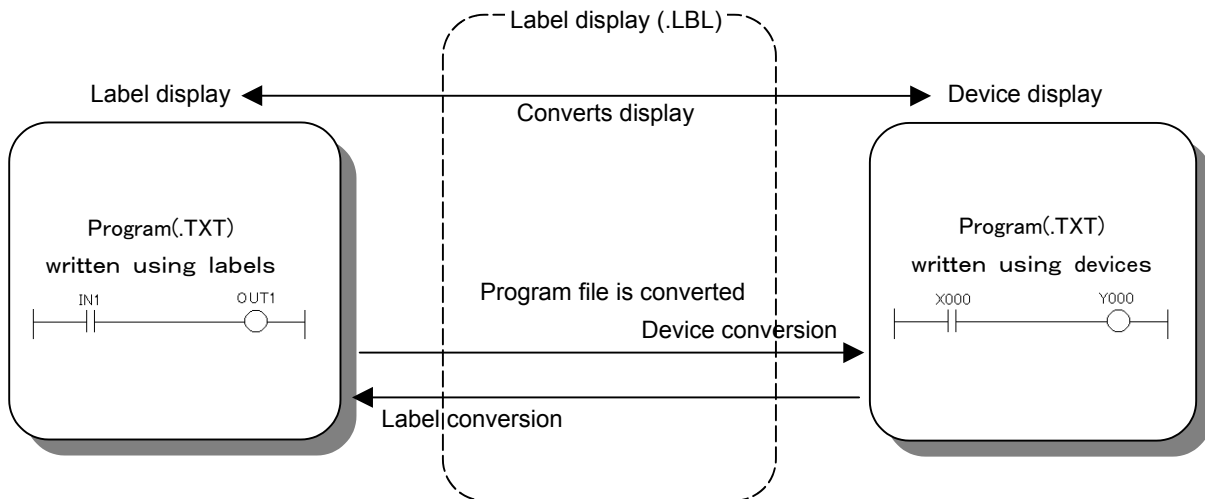 Label display (.LBL)
Label display
Converts display
Device display
Program(.TXT)
written using labels
IN1
OUT1
Program file is converted
Device conversion
Label conversion
Program(.TXT)
written using devices
X000
Y000